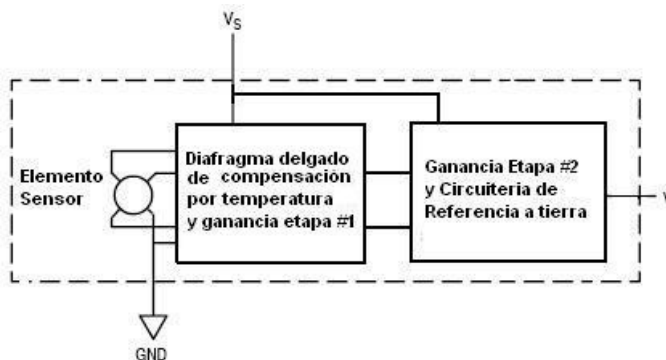 VS
Elemento
Sensor
Diafragma delgado
de compensación
por temperatura
y ganancia etapa #1
Ganancia Etapa #2
y Circuiteria de
Referencia a tierra
GND